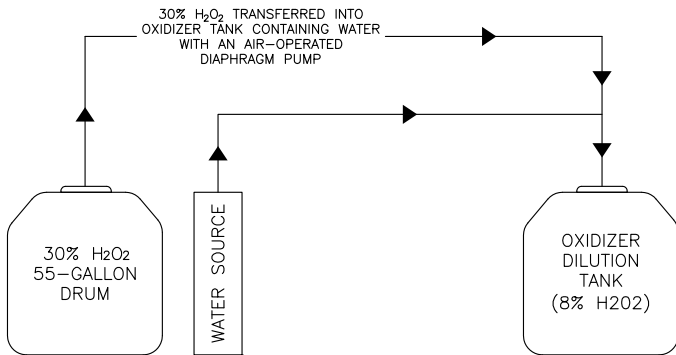 30% H₂O₂ TRANSFERRED INTO
OXIDIZER TANK CONTAINING WATER
WITH AN AIR-OPERATED
DIAPHRAGM PUMP
30% H₂O₂
55-GALLON
DRUM
WATER SOURCE
OXIDIZER
DILUTION
TANK
(8% H202)